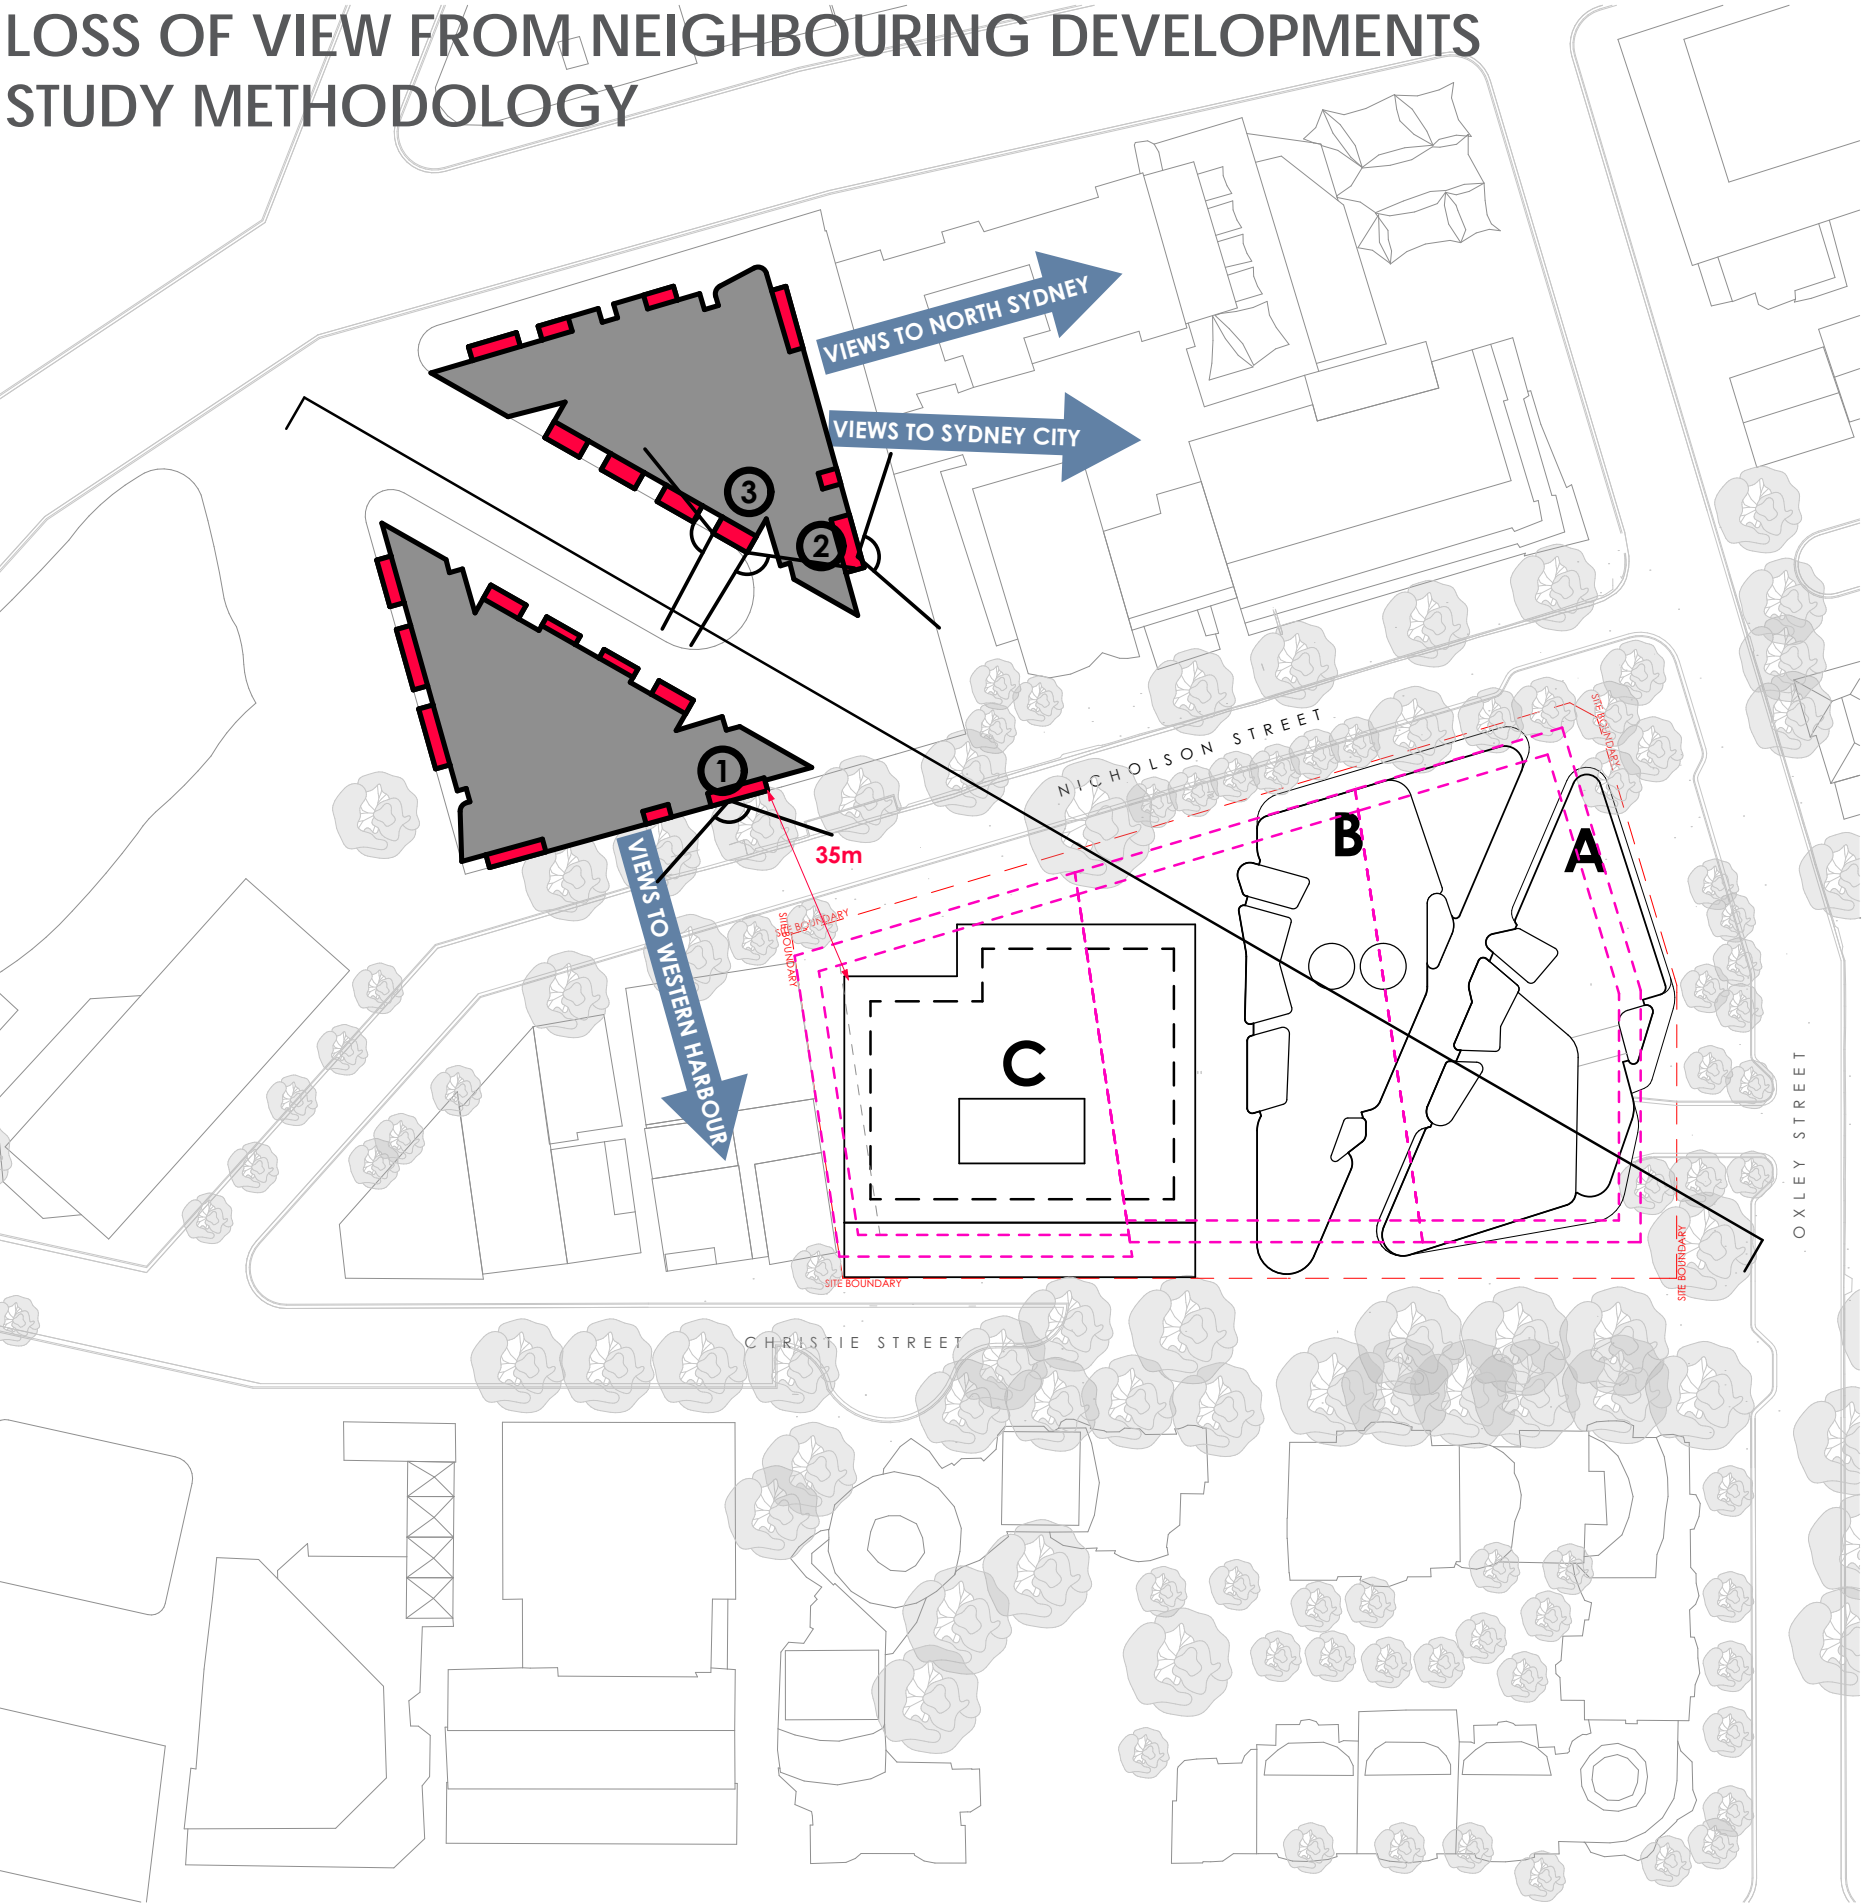 LOSS OF VIEW FROM NEIGHBOURING DEVELOPMENTS
STUDY METHODOLOGY
VIEWS TO NORTH SYDNEY
VIEWS TO SYDNEY CITY
3
2
1
NICHOLSON STREET
SITE BOUNDARY
35m
B
A
VIEWS TO WESTERN HARBOUR
SITE BOUNDARY
SITE BOUNDARY
C
OXLEY STREET
SITE BOUNDARY
SITE BOUNDARY
CHRISTIE STREET